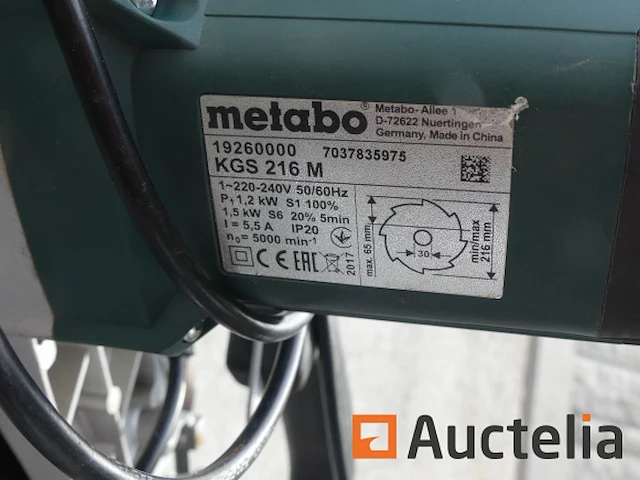 metabo®
Metabo- Allee 1
D-72622 Nuertingen
Germany, Made in China
19260000 7037835975
KGS 216 M
1~220-240V 50/60Hz
P₁ 1,2 kW S1 100%
1,5 kW S6 20% 5min
I = 5,5 A IP20
n₀= 5000 min⁻¹
CE EAC 2017
max. 65 mm
30
min/max
216 mm
Auctelia